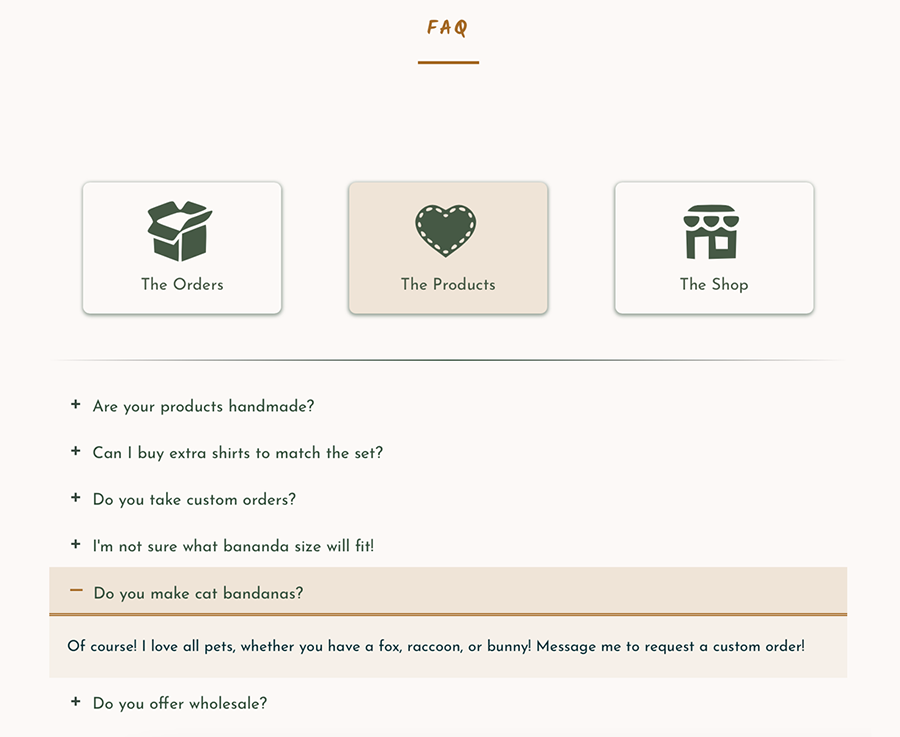 FAQ
The Orders
The Products
The Shop
+ Are your products handmade?
+ Can I buy extra shirts to match the set?
+ Do you take custom orders?
+ I'm not sure what bananda size will fit!
– Do you make cat bandanas?
Of course! I love all pets, whether you have a fox, raccoon, or bunny! Message me to request a custom order!
+ Do you offer wholesale?